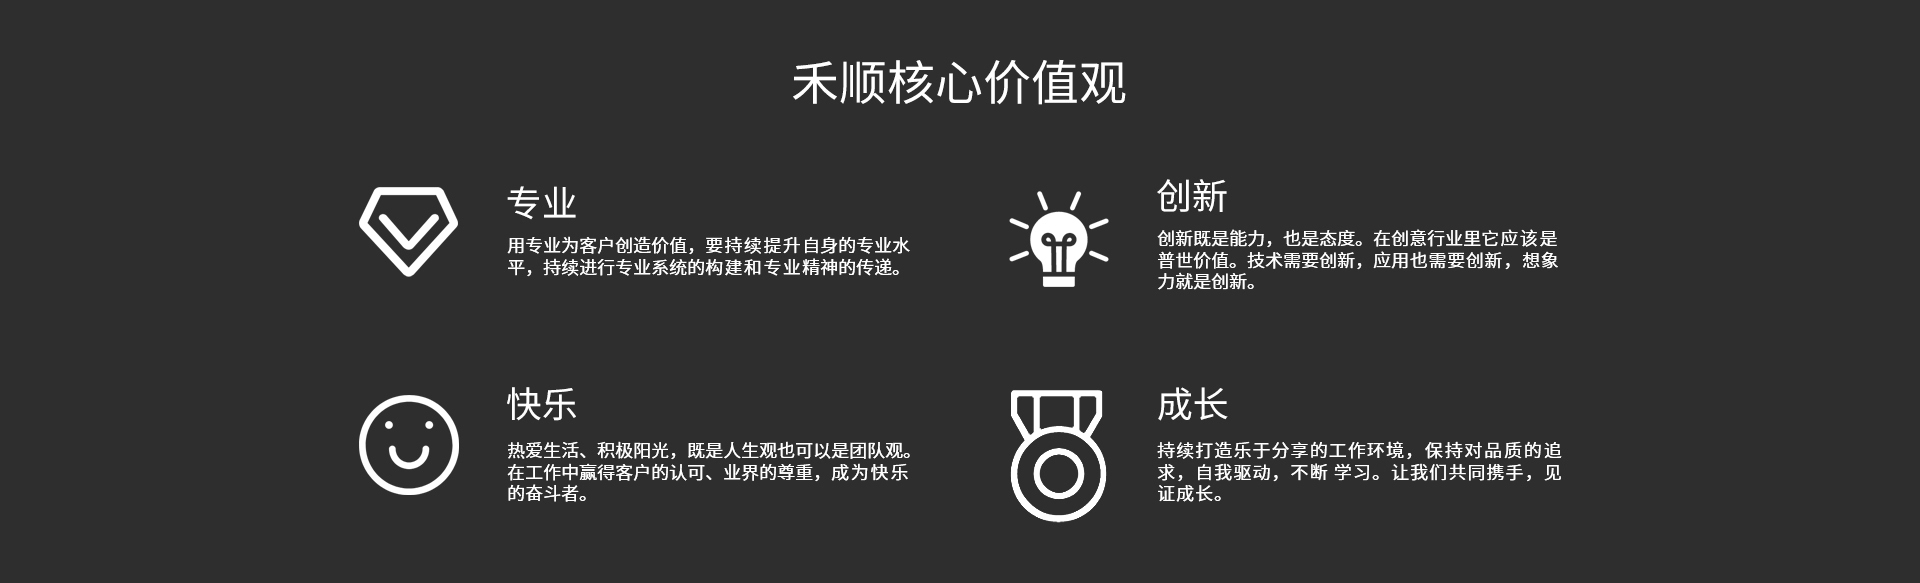 禾顺核心价值观
专业
用专业为客户创造价值，要持续提升自身的专业水
平，持续进行专业系统的构建和专业精神的传递。
创新
创新既是能力，也是态度。在创意行业里它应该是
普世价值。技术需要创新，应用也需要创新，想象
力就是创新。
快乐
热爱生活、积极阳光，既是人生观也可以是团队观。
在工作中赢得客户的认可、业界的尊重，成为快乐
的奋斗者。
成长
持续打造乐于分享的工作环境，保持对品质的追
求，自我驱动，不断 学习。让我们共同携手，见
证成长。